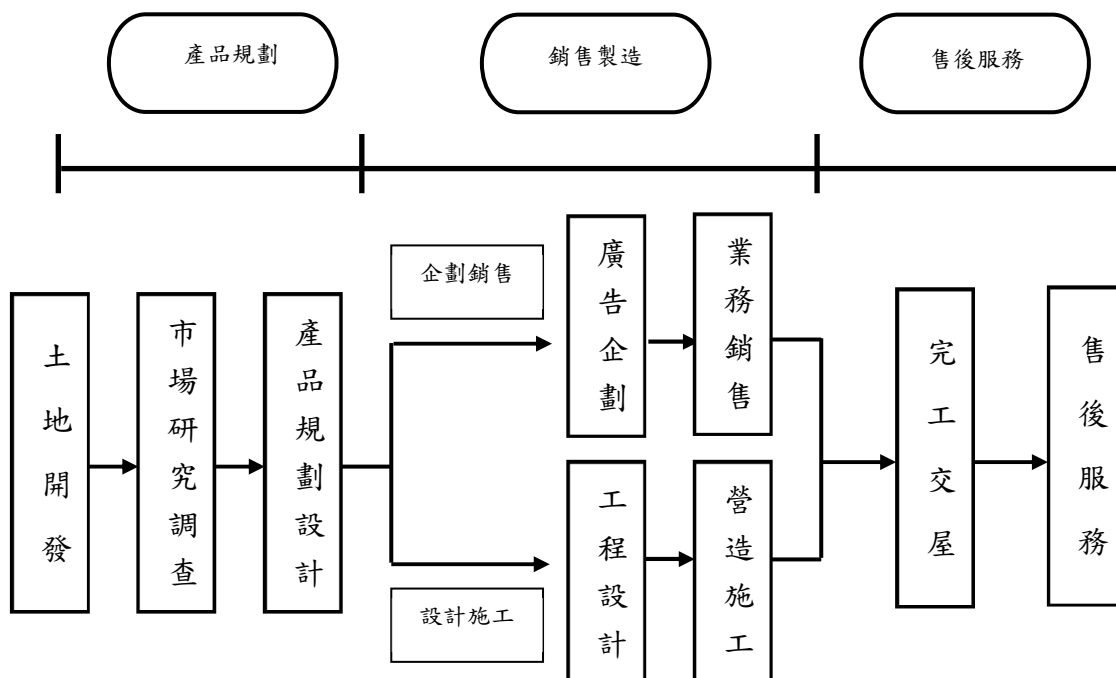 產品規劃
銷售製造
售後服務
土地開發
市場研究調查
產品規劃設計
企劃銷售
廣告企劃
業務銷售
設計施工
工程設計
營造施工
完工交屋
售後服務